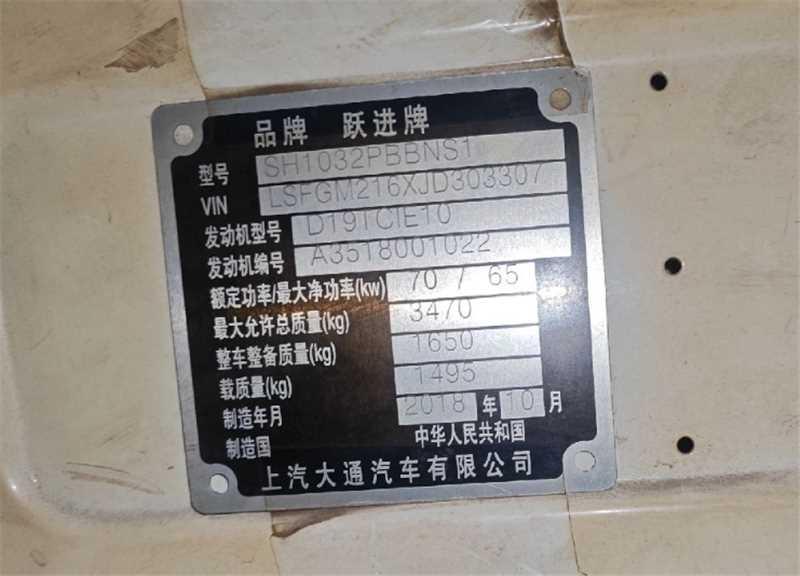 品牌 跃进牌
型号 SH1032PBBNS1
VIN LSFGM216XJD303307
发动机型号 D19TCIE10
发动机编号 A3518001022
额定功率/最大净功率(kw) 70 / 65
最大允许总质量(kg) 3470
整车整备质量(kg) 1650
载质量(kg) 1495
制造年月 2018 年 10 月
制造国 中华人民共和国
上汽大通汽车有限公司